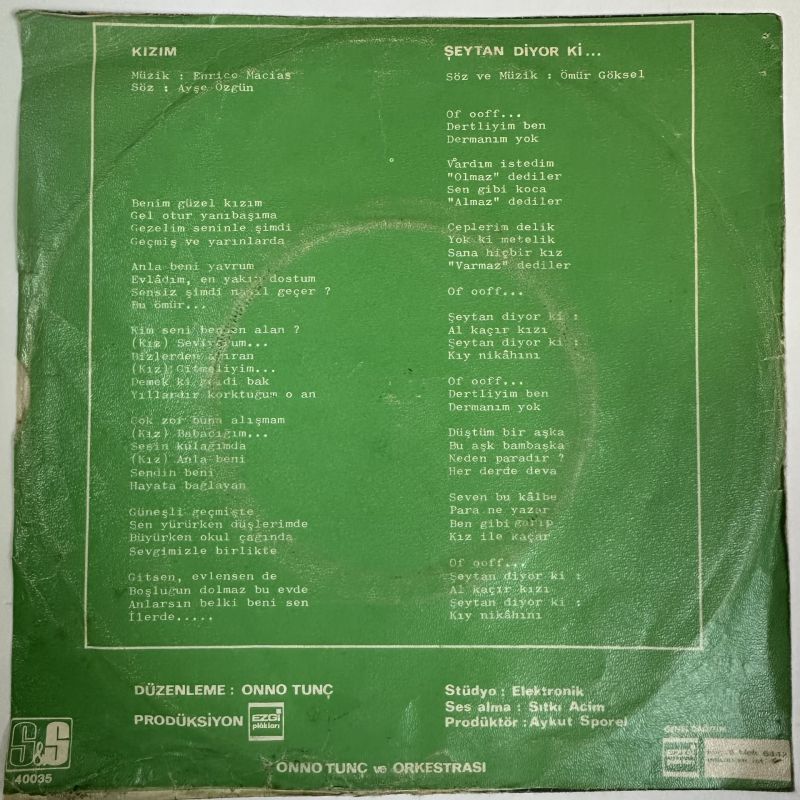 KIZIM
Müzik : Enrico Macias
Söz : Ayşe Özgün
Benim güzel kızım
Gel otur yanıbaşıma
Gezelim seninle şimdi
Geçmiş ve yarınlarda
Anla beni yavrum
Evlâdım, en yakın dostum
Sensiz şimdi nasıl geçer ?
Bu ömür...
Kim seni benden alan ?
(Kız) Seviyorum...
Bizlerden ayıran
(Kız) Gitmeliyim...
Demek ki geldi bak
Yıllardır korktuğum o an
Çok zor buna alışmam
(Kız) Babacığım...
Sesin kulağımda
(Kız) Anla beni
Sendin beni
Hayata bağlayan
Güneşli geçmişte
Sen yürürken düşlerimde
Büyürken okul çağında
Sevgimizle birlikte
Gitsen, evlensen de
Boşluğun dolmaz bu evde
Anlarsın belki beni sen
İlerde.....
ŞEYTAN DİYOR Kİ...
Söz ve Müzik : Ömür Göksel
Of ooff...
Dertliyim ben
Dermanım yok
Vardım istedim
"Olmaz" dediler
Sen gibi koca
"Almaz" dediler
Ceplerim delik
Yok ki metelik
Sana hiçbir kız
"Varmaz" dediler
Of ooff...
Şeytan diyor ki :
Al kaçır kızı
Şeytan diyor ki :
Kıy nikâhını
Of ooff...
Dertliyim ben
Dermanım yok
Düştüm bir aşka
Bu aşk bambaşka
Neden paradır ?
Her derde deva
Seven bu kâlbe
Para ne yazar
Ben gibi garip
Kız ile kaçar
Of ooff...
Şeytan diyor ki :
Al kaçır kızı
Şeytan diyor ki :
Kıy nikâhını
DÜZENLEME : ONNO TUNÇ
PRODÜKSİYON EZGİ plâkları
Stüdyo : Elektronik
Ses alma : Sıtkı Acim
Prodüktör : Aykut Sporel
S&S
40035
GENEL DAĞITIM
EZGİ
ONNO TUNÇ ve ORKESTRASI